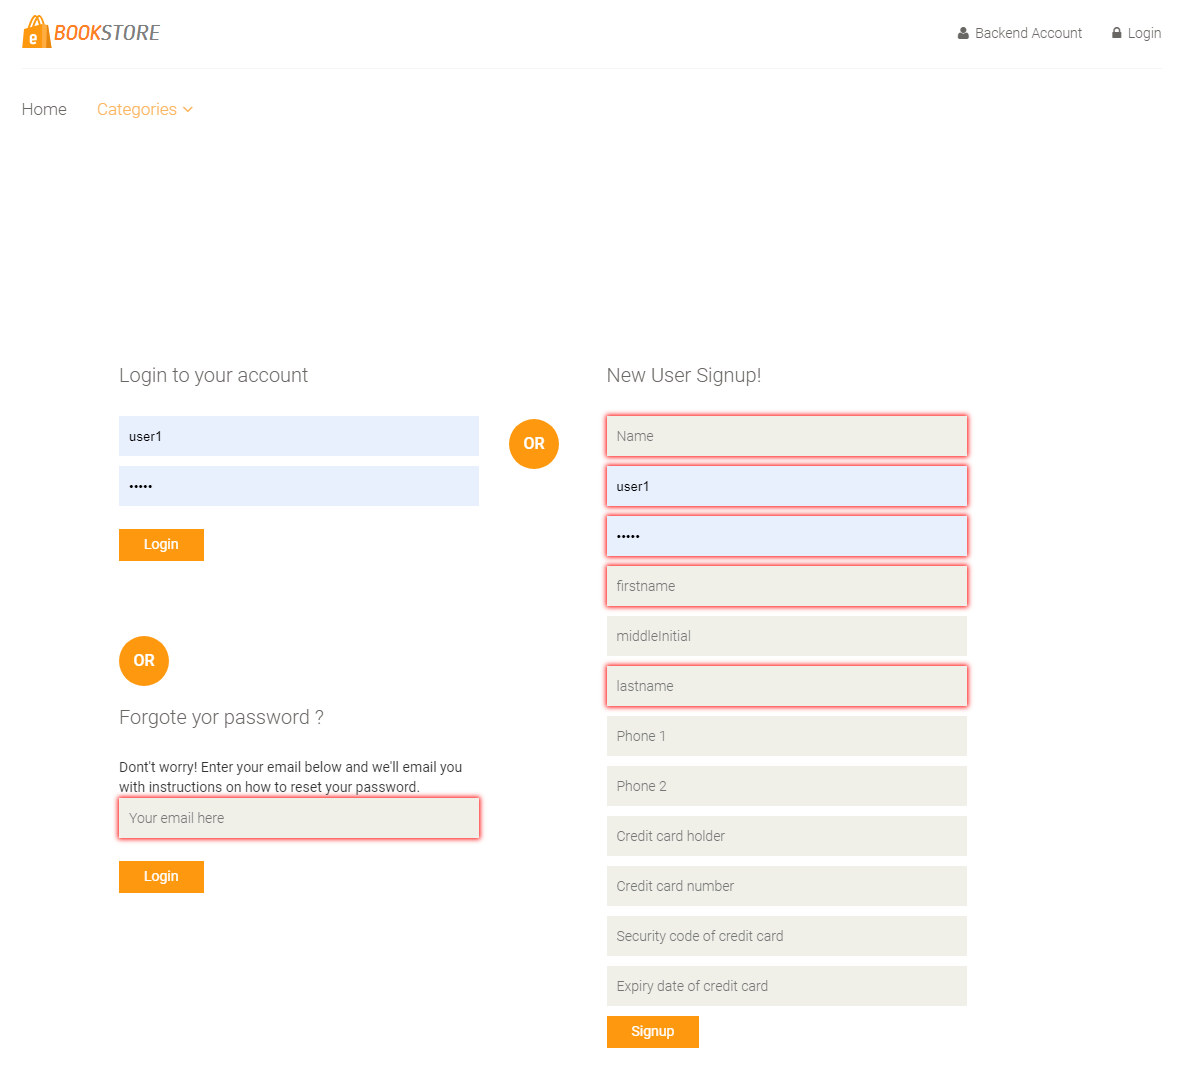 e BOOKSTORE
Backend Account
Login
Home
Categories
Login to your account
user1
•••••
Login
OR
Forgote yor password ?
Dont't worry! Enter your email below and we'll email you
with instructions on how to reset your password.
Your email here
Login
OR
New User Signup!
Name
user1
•••••
firstname
middleInitial
lastname
Phone 1
Phone 2
Credit card holder
Credit card number
Security code of credit card
Expiry date of credit card
Signup